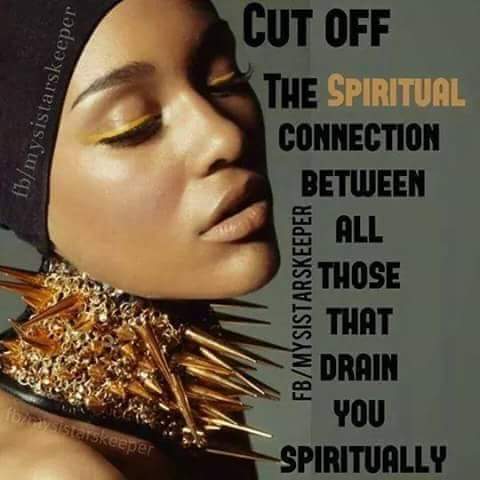 CUT OFF
THE SPIRITUAL
CONNECTION
BETWEEN
ALL
THOSE
THAT
DRAIN
YOU
SPIRITUALLY
FB/MYSISTARSKEEPER
fb/mysistarskeeper
fb/mysistarskeeper